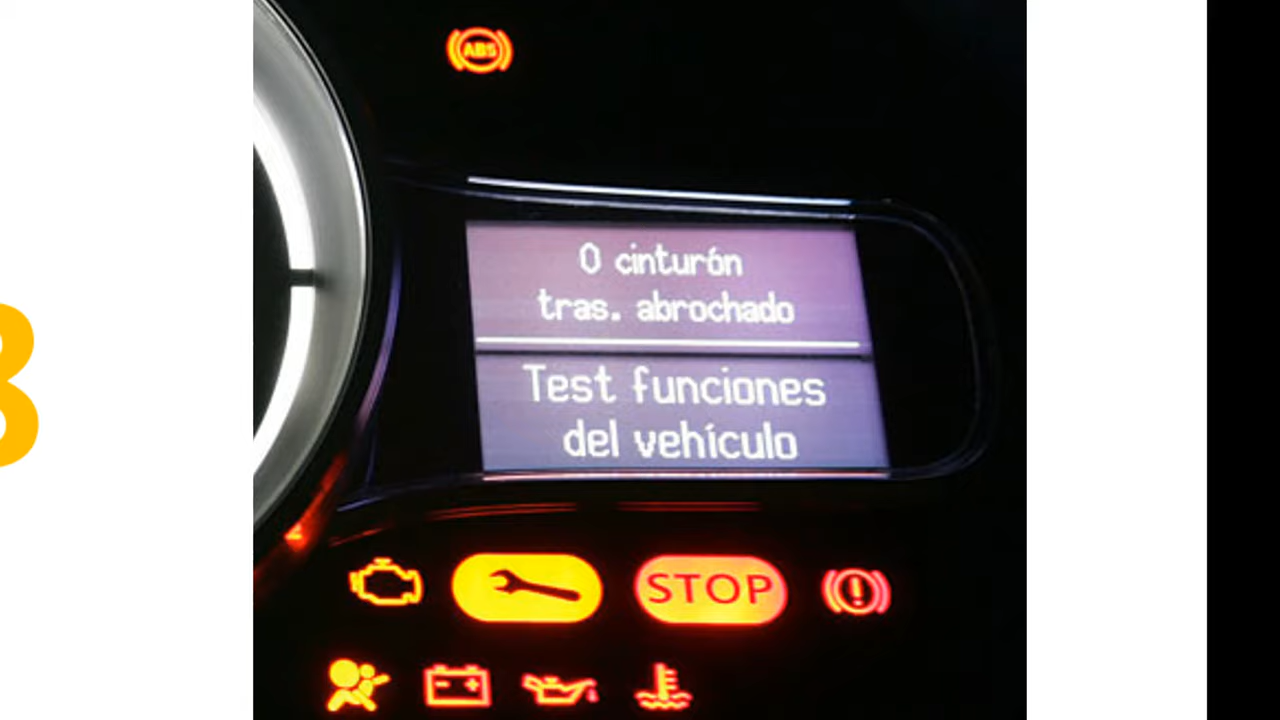 ABS
0 cinturón
tras. abrochado
Test funciones
del vehículo
STOP